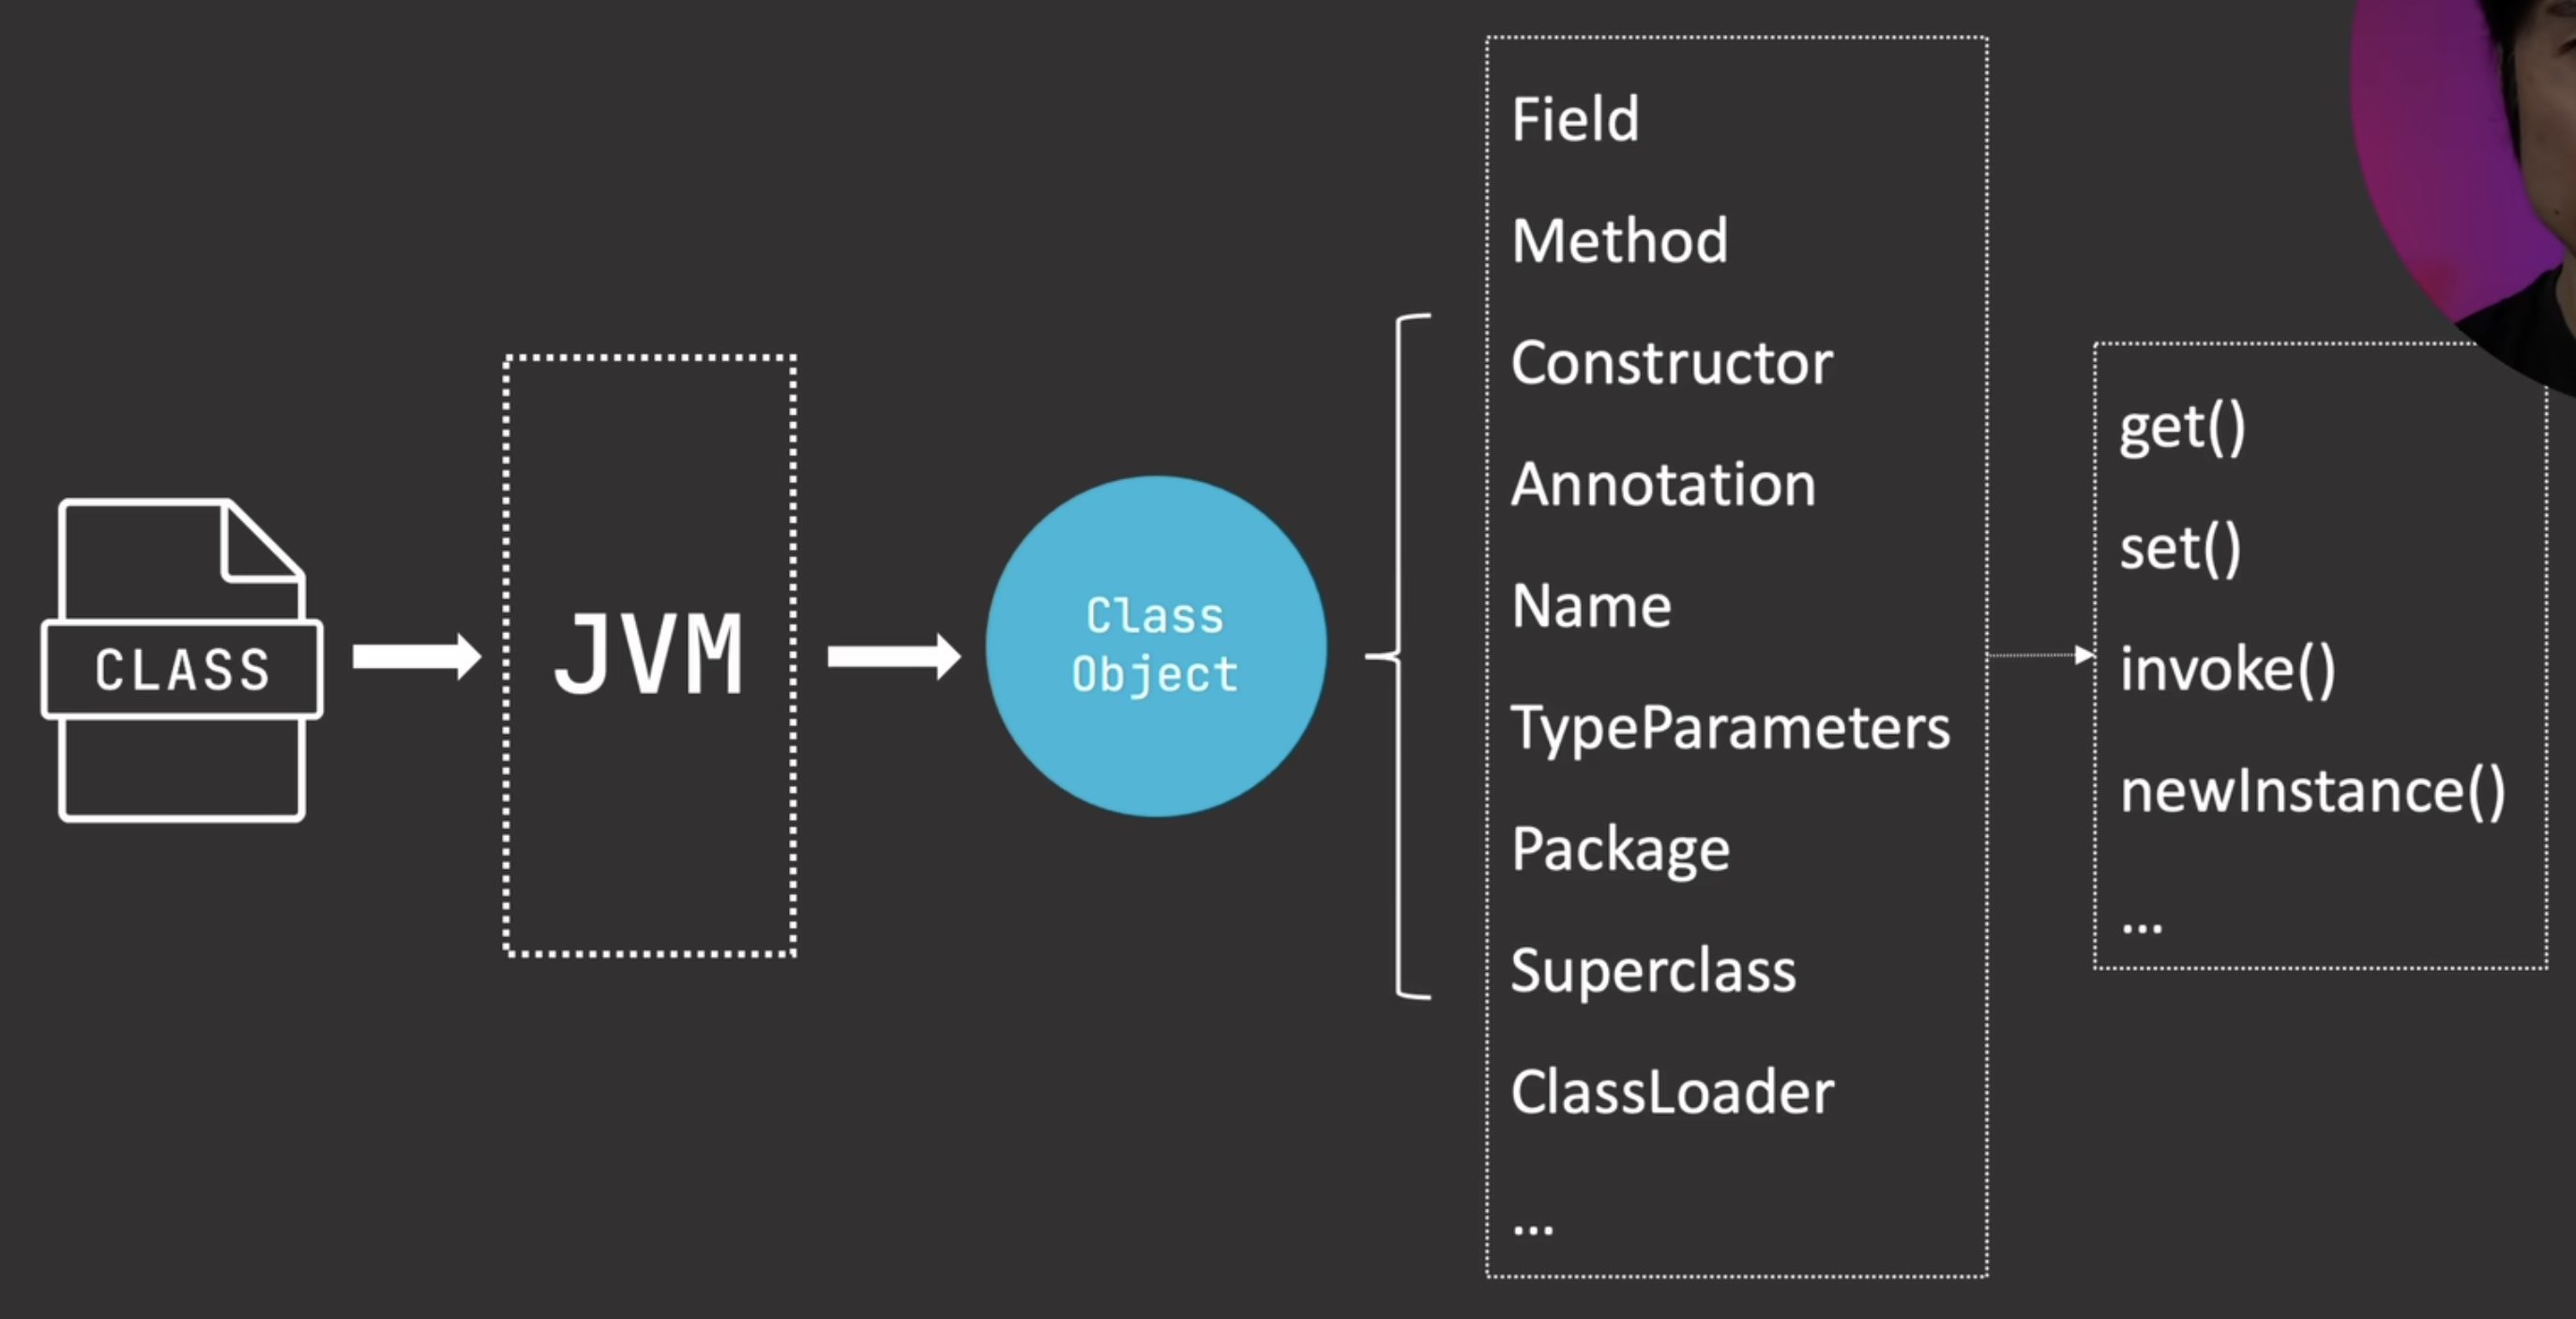 CLASS
JVM
Class
Object
Field
Method
Constructor
Annotation
Name
TypeParameters
Package
Superclass
ClassLoader
...
get()
set()
invoke()
newInstance()
...